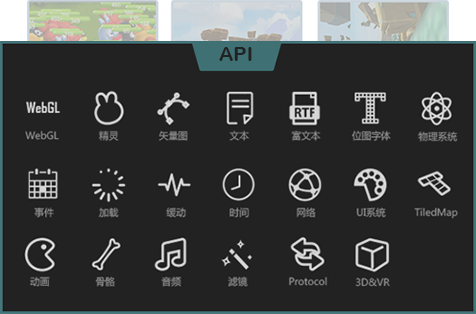 API
WebGL
WebGL 精灵 矢量图 文本 富文本 位图字体 物理系统
RTF
事件 加载 缓动 时间 网络 UI系统 TiledMap
动画 骨骼 音频 滤镜 Protocol 3D&VR